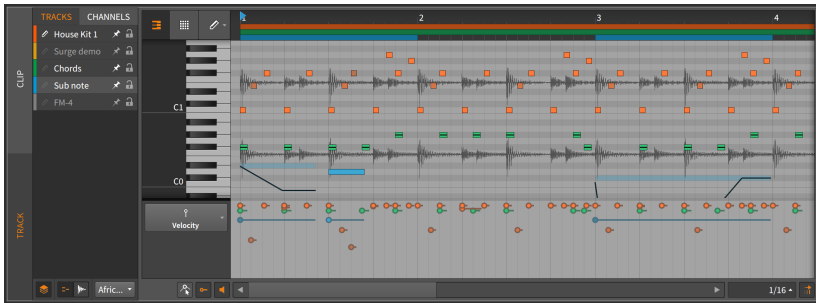 TRACKS CHANNELS
1 2 3 4
House Kit 1
Surge demo
Chords
Sub note
FM-4
CLIP
TRACK
C1
C0
Velocity
Afric...
1/16